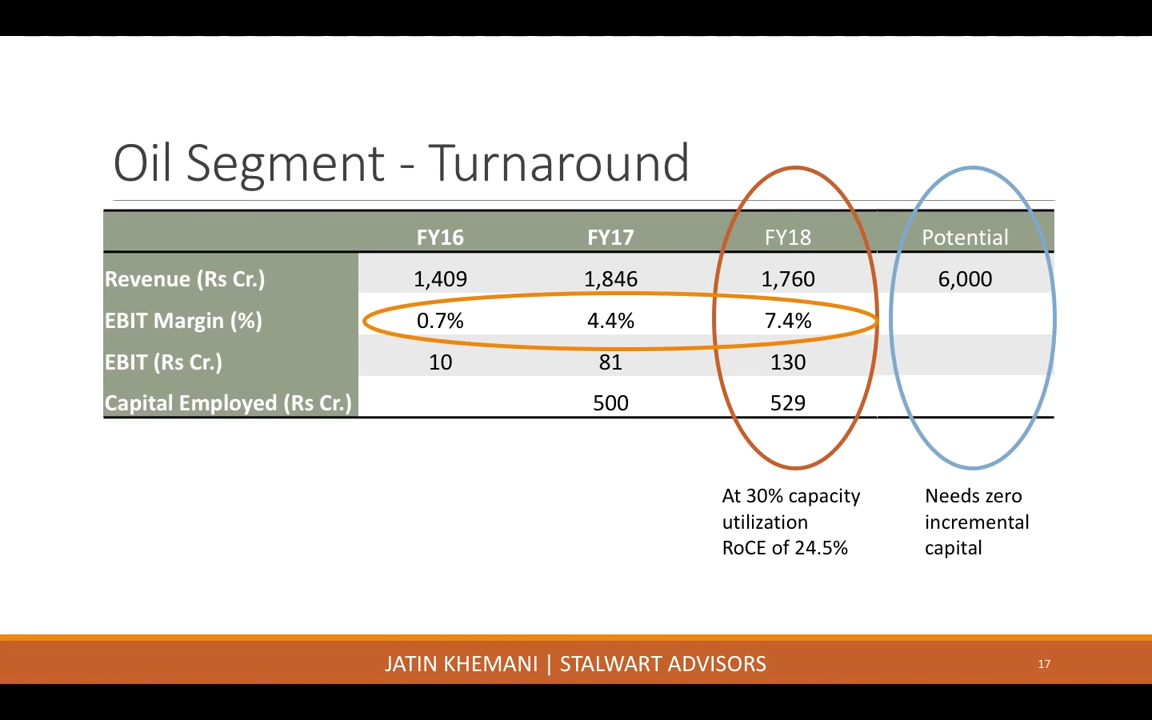 Oil Segment - Turnaround
FY16 FY17 FY18 Potential
Revenue (Rs Cr.) 1,409 1,846 1,760 6,000
EBIT Margin (%) 0.7% 4.4% 7.4%
EBIT (Rs Cr.) 10 81 130
Capital Employed (Rs Cr.) 500 529
At 30% capacity
utilization
RoCE of 24.5%
Needs zero
incremental
capital
JATIN KHEMANI | STALWART ADVISORS
17